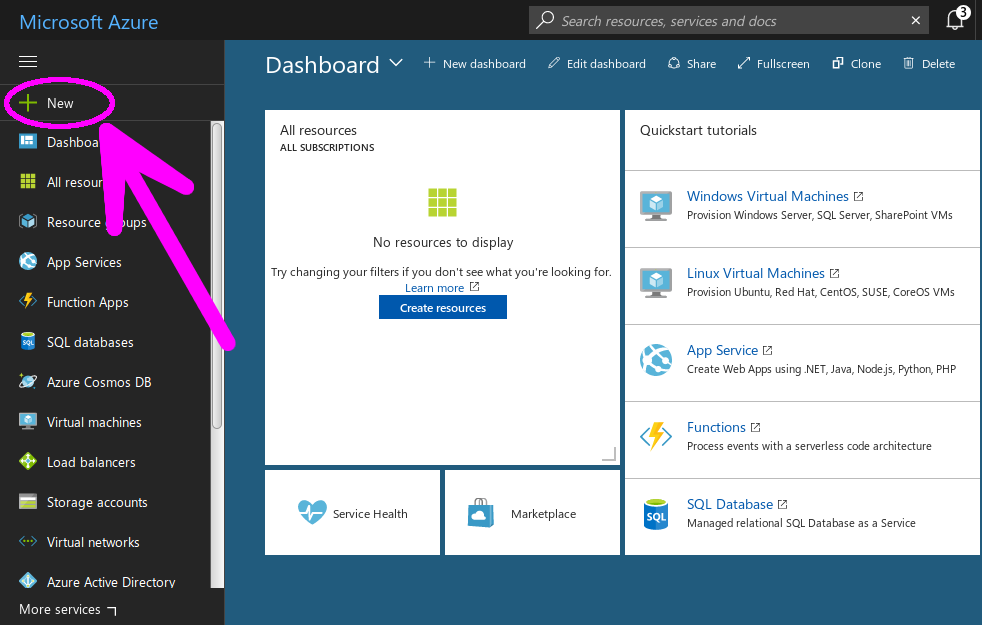 Microsoft Azure
Search resources, services and docs
3
New
Dashboa
All resour
Resource groups
App Services
Function Apps
SQL databases
Azure Cosmos DB
Virtual machines
Load balancers
Storage accounts
Virtual networks
Azure Active Directory
More services
Dashboard
New dashboard
Edit dashboard
Share
Fullscreen
Clone
Delete
All resources
ALL SUBSCRIPTIONS
No resources to display
Try changing your filters if you don't see what you're looking for.
Learn more
Create resources
Service Health
Marketplace
Quickstart tutorials
Windows Virtual Machines
Provision Windows Server, SQL Server, SharePoint VMs
Linux Virtual Machines
Provision Ubuntu, Red Hat, CentOS, SUSE, CoreOS VMs
App Service
Create Web Apps using .NET, Java, Node.js, Python, PHP
Functions
Process events with a serverless code architecture
SQL
SQL Database
Managed relational SQL Database as a Service